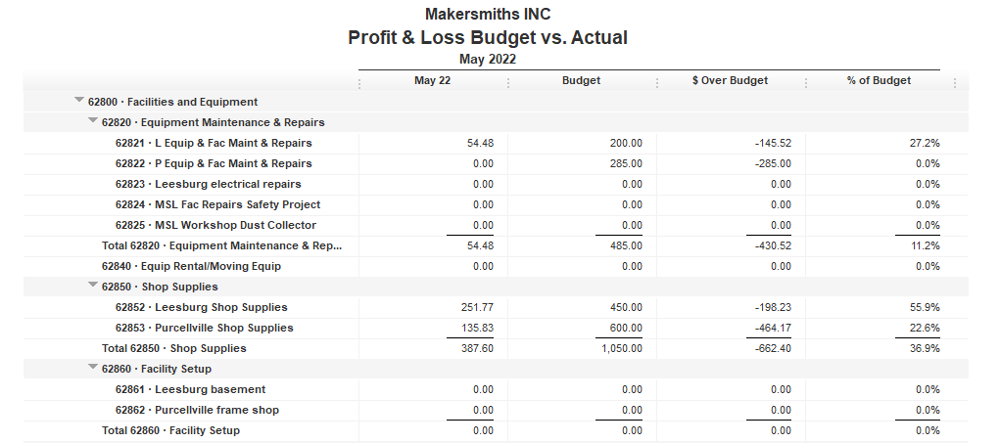 Makersmiths INC
Profit & Loss Budget vs. Actual
May 2022
May 22 Budget $ Over Budget % of Budget
62800 · Facilities and Equipment
62820 · Equipment Maintenance & Repairs
62821 · L Equip & Fac Maint & Repairs 54.48 200.00 -145.52 27.2%
62822 · P Equip & Fac Maint & Repairs 0.00 285.00 -285.00 0.0%
62823 · Leesburg electrical repairs 0.00 0.00 0.00 0.0%
62824 · MSL Fac Repairs Safety Project 0.00 0.00 0.00 0.0%
62825 · MSL Workshop Dust Collector 0.00 0.00 0.00 0.0%
Total 62820 · Equipment Maintenance & Rep... 54.48 485.00 -430.52 11.2%
62840 · Equip Rental/Moving Equip 0.00 0.00 0.00 0.0%
62850 · Shop Supplies
62852 · Leesburg Shop Supplies 251.77 450.00 -198.23 55.9%
62853 · Purcellville Shop Supplies 135.83 600.00 -464.17 22.6%
Total 62850 · Shop Supplies 387.60 1,050.00 -662.40 36.9%
62860 · Facility Setup
62861 · Leesburg basement 0.00 0.00 0.00 0.0%
62862 · Purcellville frame shop 0.00 0.00 0.00 0.0%
Total 62860 · Facility Setup 0.00 0.00 0.00 0.0%